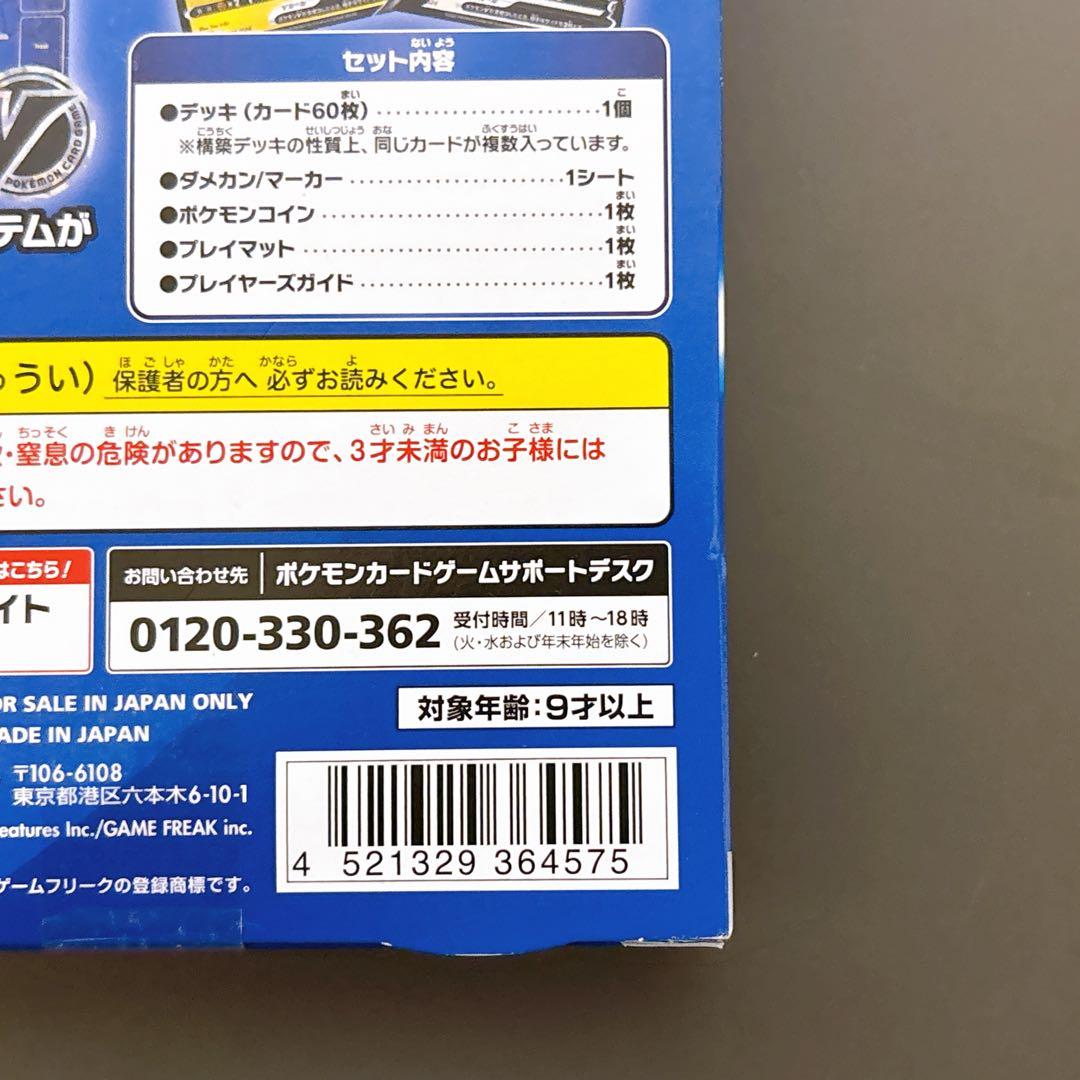 POKÉMON CARD GAME
テムが
セット内容
●デッキ(カード60枚)……………………1個
※構築デッキの性質上、同じカードが複数入っています。
●ダメカン/マーカー……………………1シート
●ポケモンコイン……………………1枚
●プレイマット……………………1枚
●プレイヤーズガイド……………………1枚
うい) 保護者の方へ 必ずお読みください。
・窒息の危険がありますので、3才未満のお子様には
さい。
はこちら!
イト
お問い合わせ先 | ポケモンカードゲームサポートデスク
0120-330-362 受付時間/11時~18時
(火・水および年末年始を除く)
OR SALE IN JAPAN ONLY
ADE IN JAPAN
対象年齢:9才以上
〒106-6108
東京都港区六本木6-10-1
eatures Inc./GAME FREAK inc.
ゲームフリークの登録商標です。
4 521329 364575